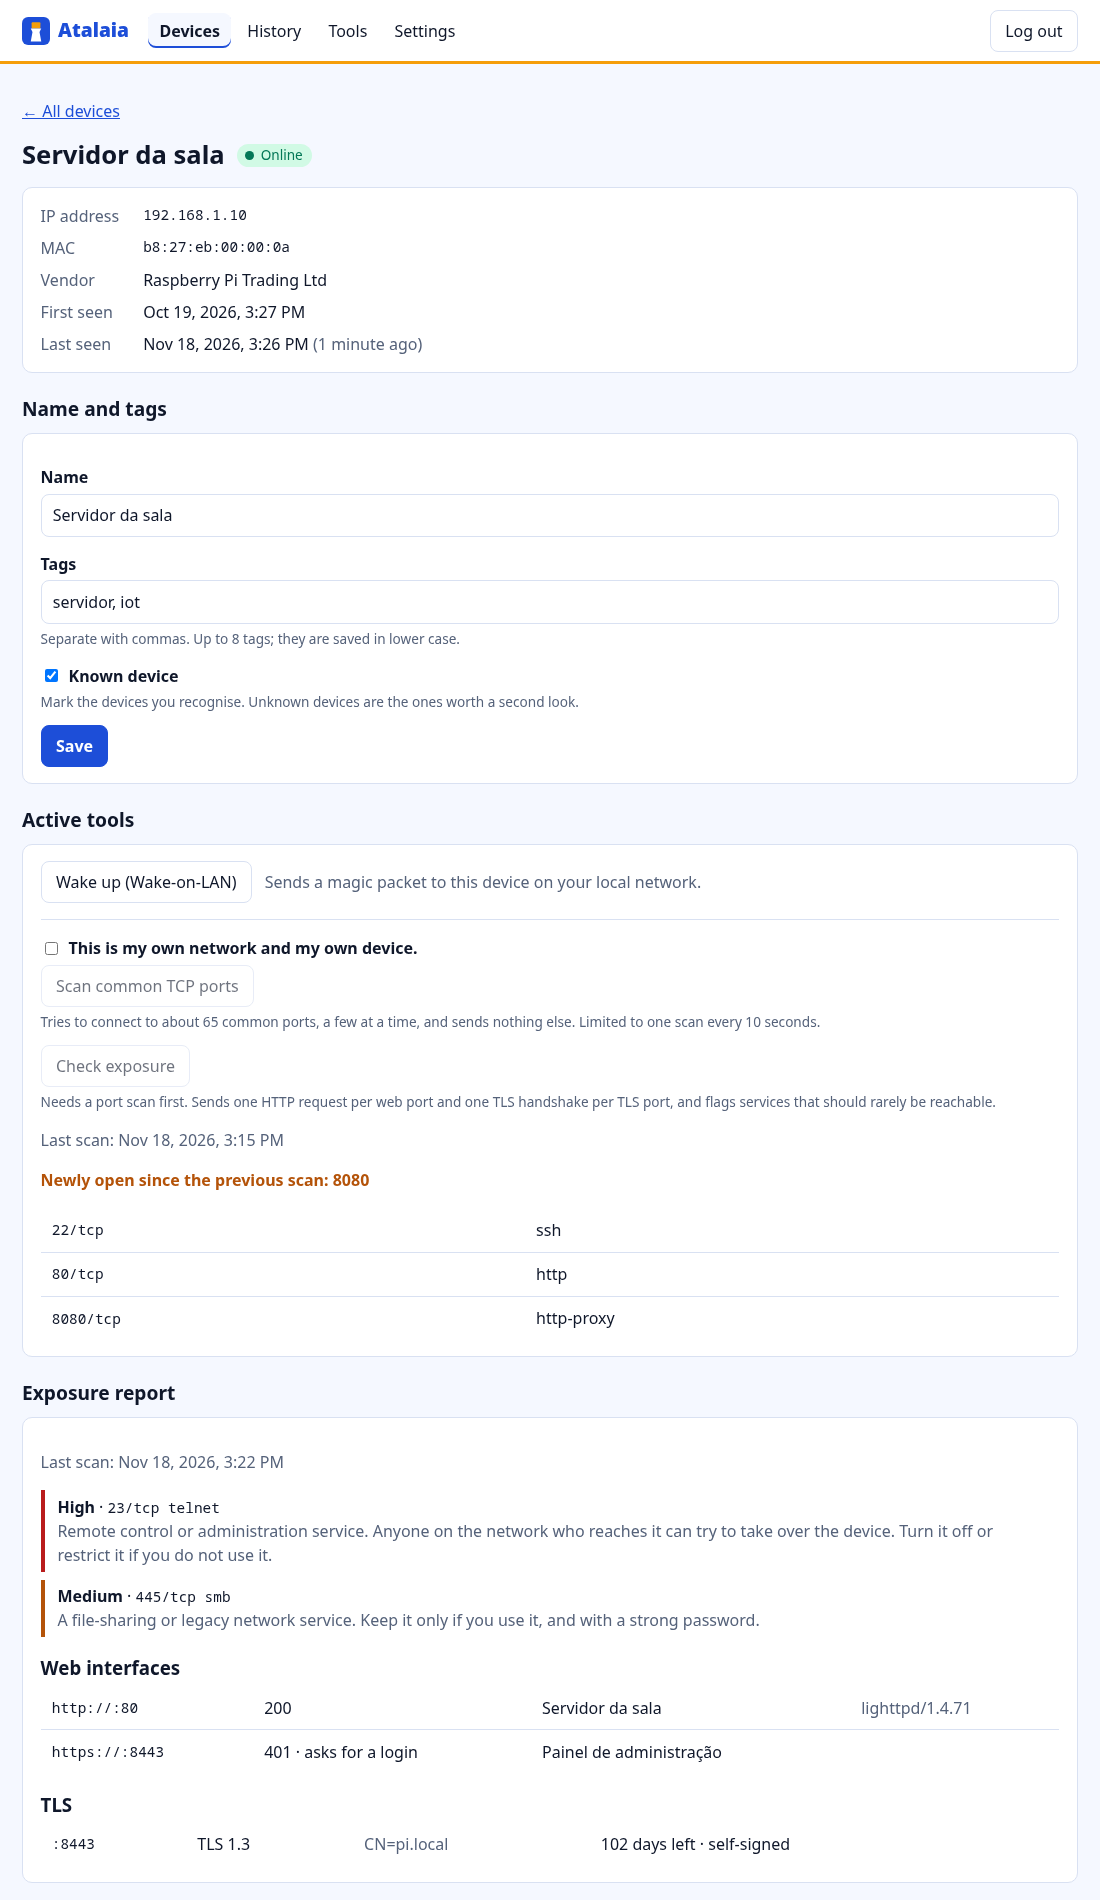 Atalaia Devices History Tools Settings Log out
← All devices
Servidor da sala Online
IP address 192.168.1.10
MAC b8:27:eb:00:00:0a
Vendor Raspberry Pi Trading Ltd
First seen Oct 19, 2026, 3:27 PM
Last seen Nov 18, 2026, 3:26 PM (1 minute ago)
Name and tags
Name
Servidor da sala
Tags
servidor, iot
Separate with commas. Up to 8 tags; they are saved in lower case.
Known device
Mark the devices you recognise. Unknown devices are the ones worth a second look.
Save
Active tools
Wake up (Wake-on-LAN) Sends a magic packet to this device on your local network.
This is my own network and my own device.
Scan common TCP ports
Tries to connect to about 65 common ports, a few at a time, and sends nothing else. Limited to one scan every 10 seconds.
Check exposure
Needs a port scan first. Sends one HTTP request per web port and one TLS handshake per TLS port, and flags services that should rarely be reachable.
Last scan: Nov 18, 2026, 3:15 PM
Newly open since the previous scan: 8080
22/tcp ssh
80/tcp http
8080/tcp http-proxy
Exposure report
Last scan: Nov 18, 2026, 3:22 PM
High · 23/tcp telnet
Remote control or administration service. Anyone on the network who reaches it can try to take over the device. Turn it off or
restrict it if you do not use it.
Medium · 445/tcp smb
A file-sharing or legacy network service. Keep it only if you use it, and with a strong password.
Web interfaces
http://:80 200 Servidor da sala lighttpd/1.4.71
https://:8443 401 · asks for a login Painel de administração
TLS
:8443 TLS 1.3 CN=pi.local 102 days left · self-signed